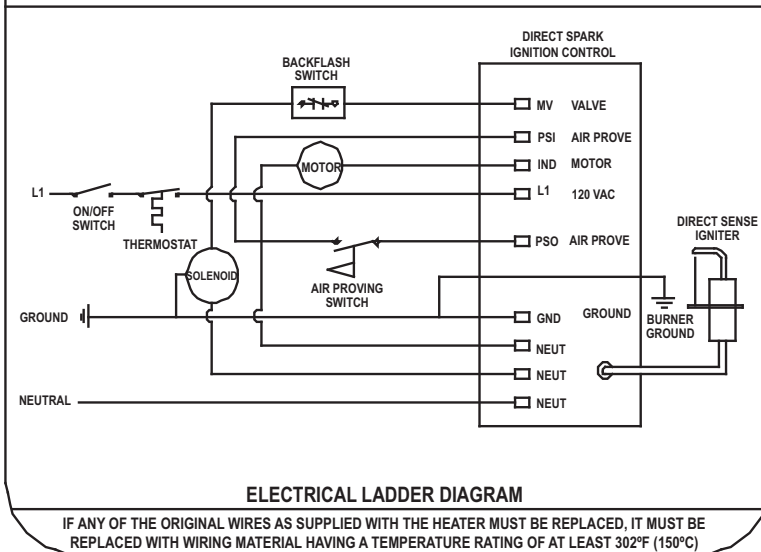 DIRECT SPARK
IGNITION CONTROL
BACKFLASH
SWITCH
MV VALVE
PSI AIR PROVE
MOTOR
IND MOTOR
L1
L1 120 VAC
ON/OFF
SWITCH
THERMOSTAT
DIRECT SENSE
IGNITER
PSO AIR PROVE
SOLENOID
AIR PROVING
SWITCH
GROUND
GND GROUND
BURNER
GROUND
NEUT
NEUT
NEUTRAL
NEUT
ELECTRICAL LADDER DIAGRAM
IF ANY OF THE ORIGINAL WIRES AS SUPPLIED WITH THE HEATER MUST BE REPLACED, IT MUST BE
REPLACED WITH WIRING MATERIAL HAVING A TEMPERATURE RATING OF AT LEAST 302ºF (150ºC)